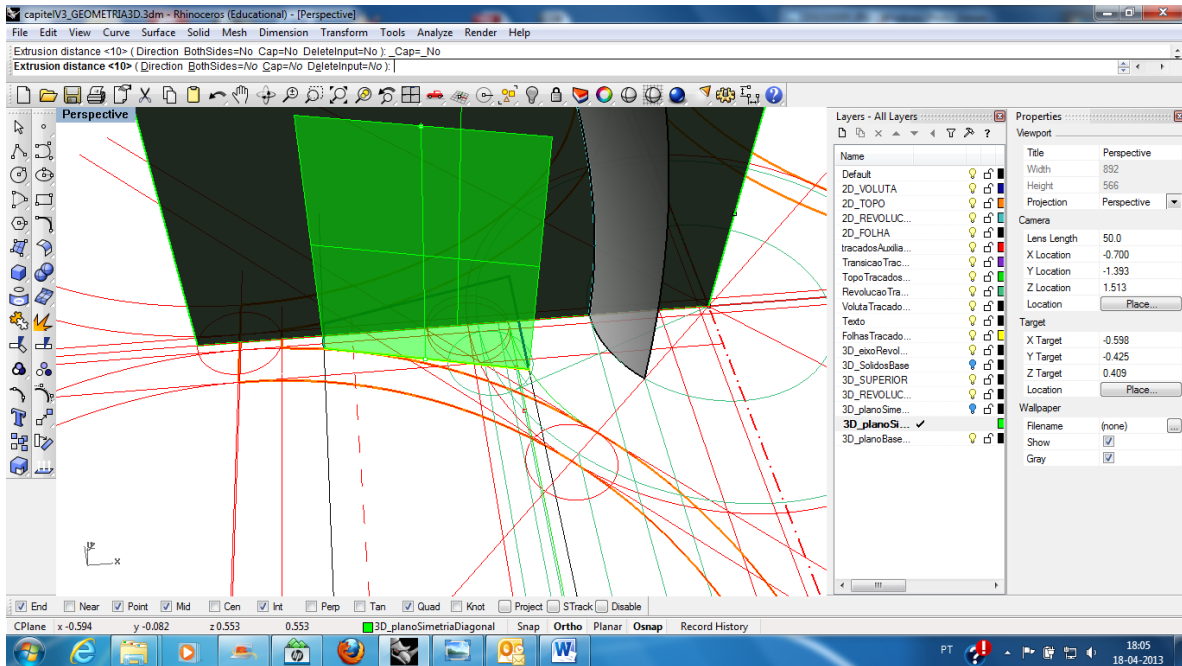 capitelV3_GEOMETRIA3D.3dm - Rhinoceros (Educational) - [Perspective]
File Edit View Curve Surface Solid Mesh Dimension Transform Tools Analyze Render Help
Extrusion distance <10> ( Direction BothSides=No Cap=No DeleteInput=No ): _Cap=_No
Extrusion distance <10> ( Direction BothSides=No Cap=No DeleteInput=No ):
Perspective
y
x
Layers - All Layers
?
Name
Default
2D_VOLUTA
2D_TOPO
2D_REVOLUC...
2D_FOLHA
tracadosAuxilia...
TransicaoTrac...
TopoTracados...
RevolucaoTra...
VolutaTracado...
Texto
FolhasTracado...
3D_eixoRevol...
3D_SolidosBase
3D_SUPERIOR
3D_REVOLUC...
3D_planoSime...
3D_planoSi...
3D_planoBase...
Properties
Viewport
Title Perspective
Width 892
Height 566
Projection Perspective
Camera
Lens Length 50.0
X Location -0.700
Y Location -1.393
Z Location 1.513
Location Place...
Target
X Target -0.598
Y Target -0.425
Z Target 0.409
Location Place...
Wallpaper
Filename (none) ...
Show
Gray
End Near Point Mid Cen Int Perp Tan Quad Knot Project STrack Disable
CPlane x -0.594 y -0.082 z 0.553 0.553 3D_planoSimetriaDiagonal Snap Ortho Planar Osnap Record History
PT 18:05
18-04-2013